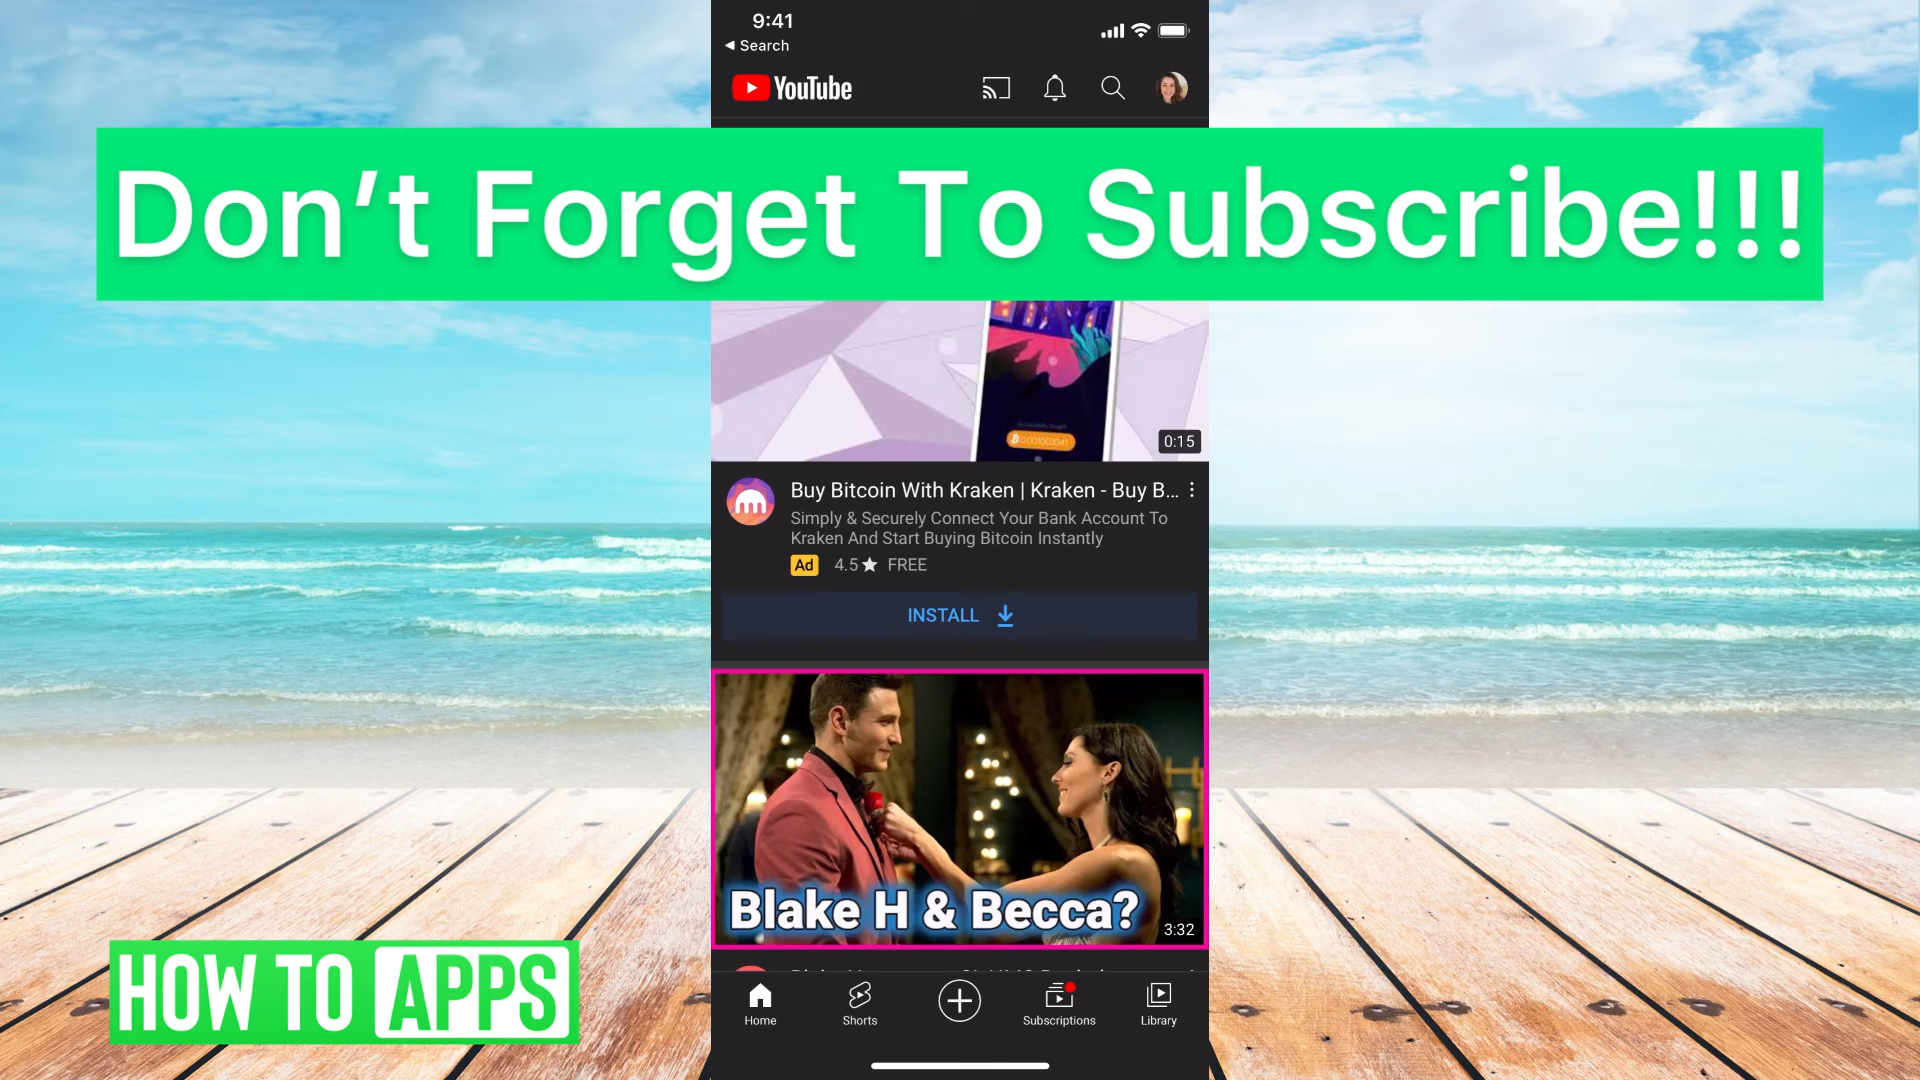 9:41
◀ Search
YouTube
Don't Forget To Subscribe!!!
0:15
Buy Bitcoin With Kraken | Kraken - Buy B...
Simply & Securely Connect Your Bank Account To
Kraken And Start Buying Bitcoin Instantly
Ad 4.5★ FREE
INSTALL
Blake H & Becca?
3:32
HOW TO APPS
Home
Shorts
Subscriptions
Library